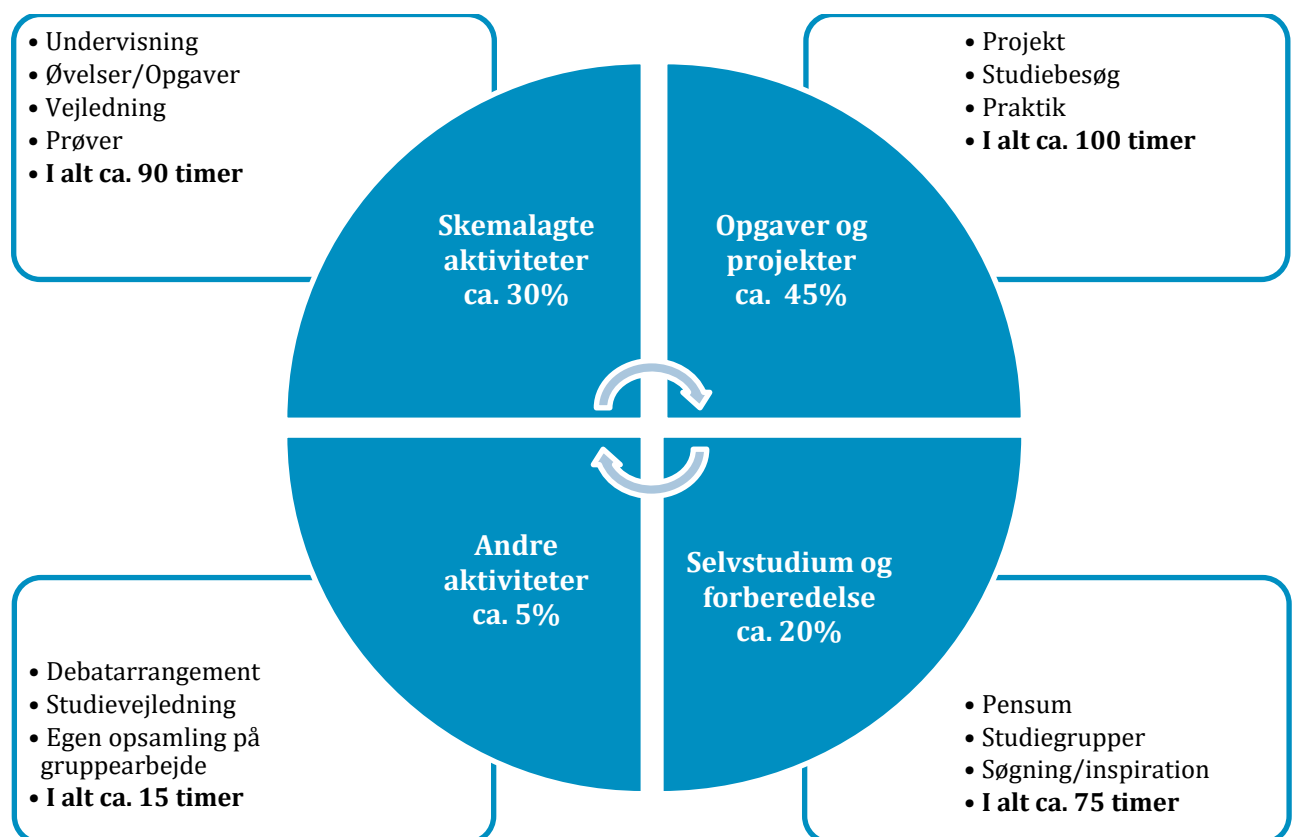 • Undervisning
• Øvelser/Opgaver
• Vejledning
• Prøver
• I alt ca. 90 timer
• Projekt
• Studiebesøg
• Praktik
• I alt ca. 100 timer
Skemalagte
aktiviteter
ca. 30%
Opgaver og
projekter
ca. 45%
Andre
aktiviteter
ca. 5%
Selvstudium og
forberedelse
ca. 20%
• Debatarrangement
• Studievejledning
• Egen opsamling på
gruppearbejde
• I alt ca. 15 timer
• Pensum
• Studiegrupper
• Søgning/inspiration
• I alt ca. 75 timer